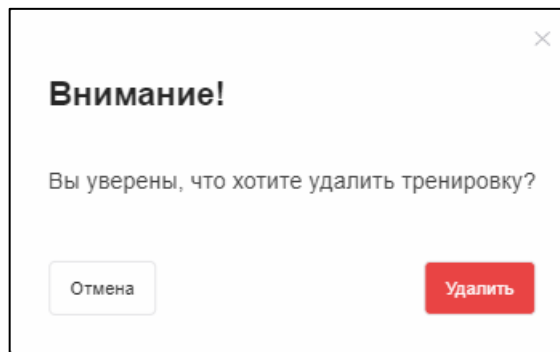 Внимание!
Вы уверены, что хотите удалить тренировку?
Отмена
Удалить